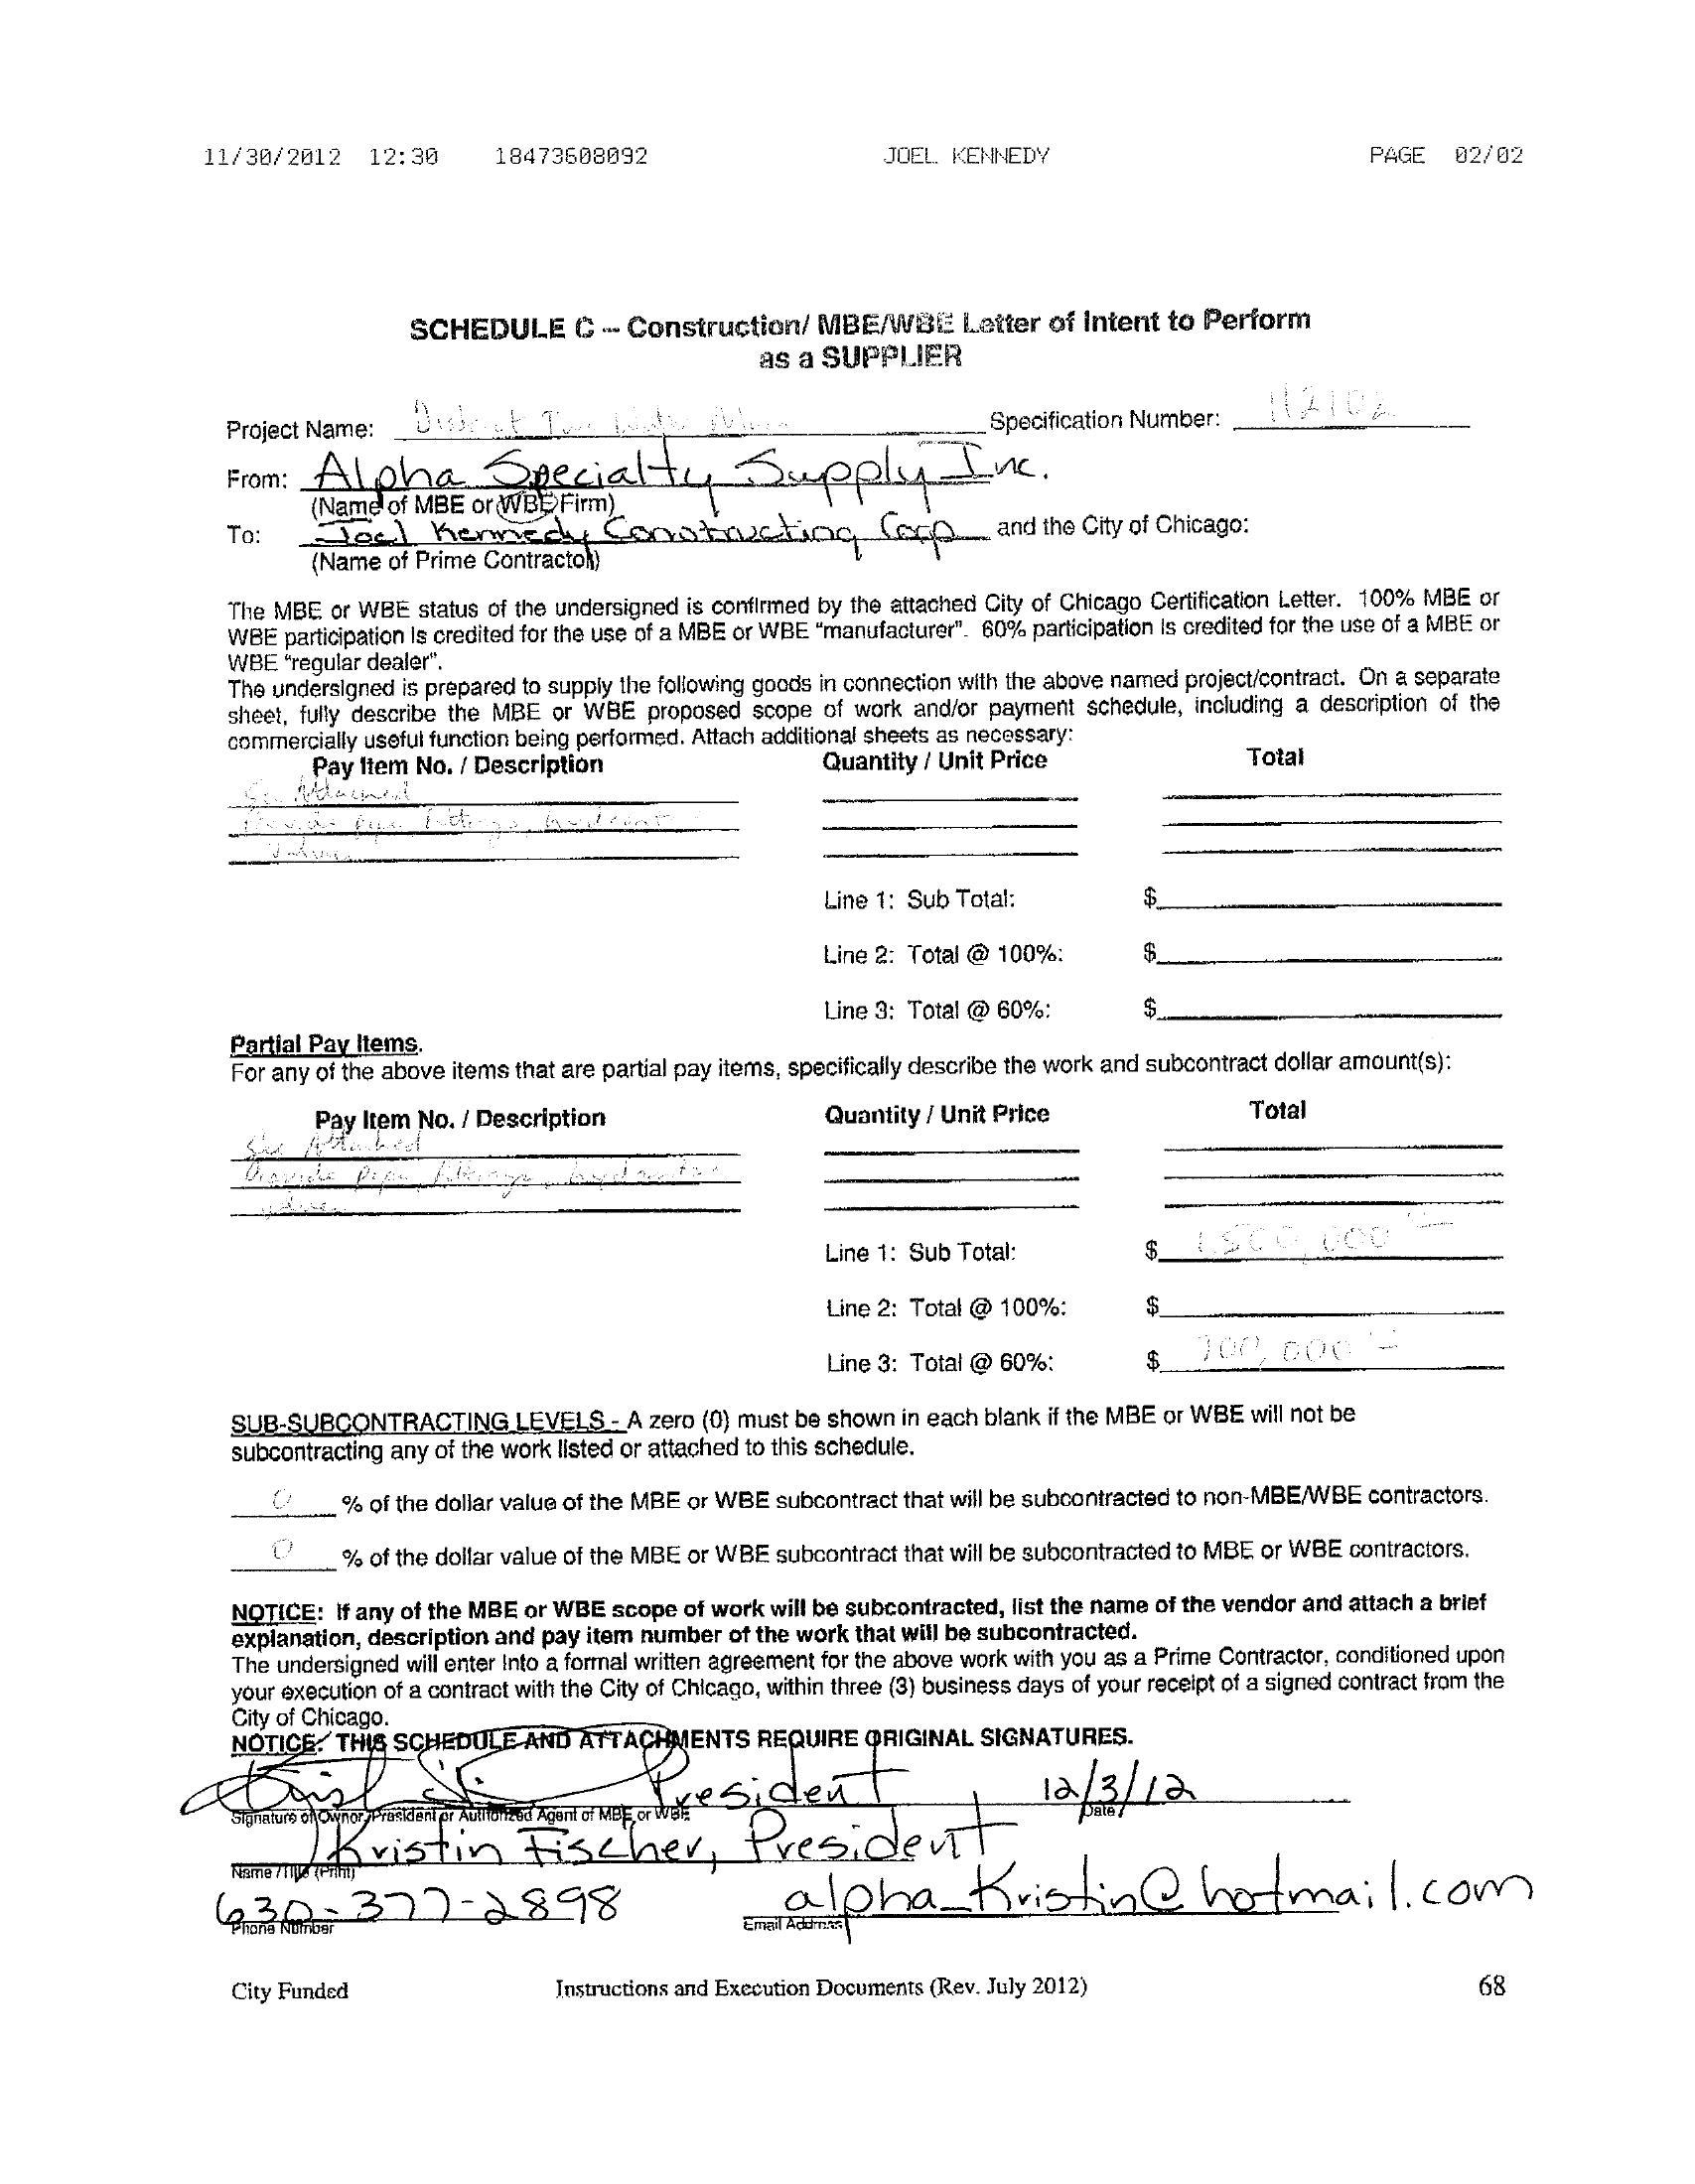 11/30/2012 12:30 18473608092 JOEL KENNEDY PAGE 02/02
SCHEDULE C -- Construction/ MBE/WBE Letter of Intent to Perform
as a SUPPLIER
Project Name: District Two Water Main Specification Number: 112102
From: Alpha Specialty Supply Inc.
(Name of MBE or WBE Firm)
To: Joel Kennedy Constructing Corp and the City of Chicago:
(Name of Prime Contractor)
The MBE or WBE status of the undersigned is confirmed by the attached City of Chicago Certification Letter. 100% MBE or
WBE participation is credited for the use of a MBE or WBE "manufacturer". 60% participation is credited for the use of a MBE or
WBE "regular dealer".
The undersigned is prepared to supply the following goods in connection with the above named project/contract. On a separate
sheet, fully describe the MBE or WBE proposed scope of work and/or payment schedule, including a description of the
commercially useful function being performed. Attach additional sheets as necessary:
Pay Item No. / Description Quantity / Unit Price Total
See Attached
Provide Pipe, Fittings, hydrant
Valves
Line 1: Sub Total: $
Line 2: Total @ 100%: $
Line 3: Total @ 60%: $
Partial Pay Items.
For any of the above items that are partial pay items, specifically describe the work and subcontract dollar amount(s):
Pay Item No. / Description Quantity / Unit Price Total
See Attached
Provide Pipe, fittings, hydrants
valves
Line 1: Sub Total: $ 1,500,000
Line 2: Total @ 100%: $
Line 3: Total @ 60%: $ 900,000
SUB-SUBCONTRACTING LEVELS - A zero (0) must be shown in each blank if the MBE or WBE will not be
subcontracting any of the work listed or attached to this schedule.
0 % of the dollar value of the MBE or WBE subcontract that will be subcontracted to non-MBE/WBE contractors.
0 % of the dollar value of the MBE or WBE subcontract that will be subcontracted to MBE or WBE contractors.
NOTICE: If any of the MBE or WBE scope of work will be subcontracted, list the name of the vendor and attach a brief
explanation, description and pay item number of the work that will be subcontracted.
The undersigned will enter into a formal written agreement for the above work with you as a Prime Contractor, conditioned upon
your execution of a contract with the City of Chicago, within three (3) business days of your receipt of a signed contract from the
City of Chicago.
NOTICE: THIS SCHEDULE AND ATTACHMENTS REQUIRE ORIGINAL SIGNATURES.
President 12/3/12
Signature of Owner, President or Authorized Agent of MBE or WBE Date
Kristin Fischer, President
Name / Title (Print)
630-377-2898 alpha_Kristin@hotmail.com
Phone Number Email Address
City Funded Instructions and Execution Documents (Rev. July 2012) 68